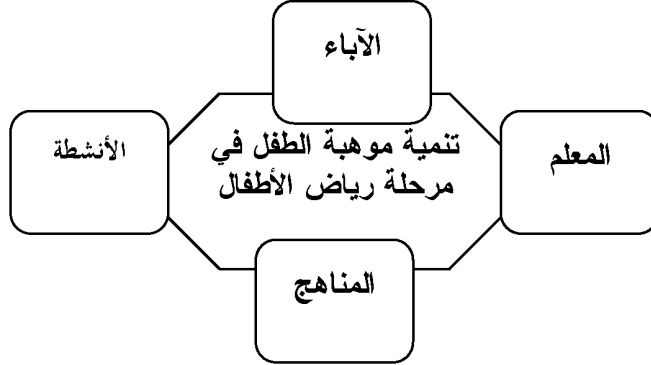 الآباء
تنمية موهبة الطفل في
مرحلة رياض الأطفال
المعلم
الأنشطة
المناهج